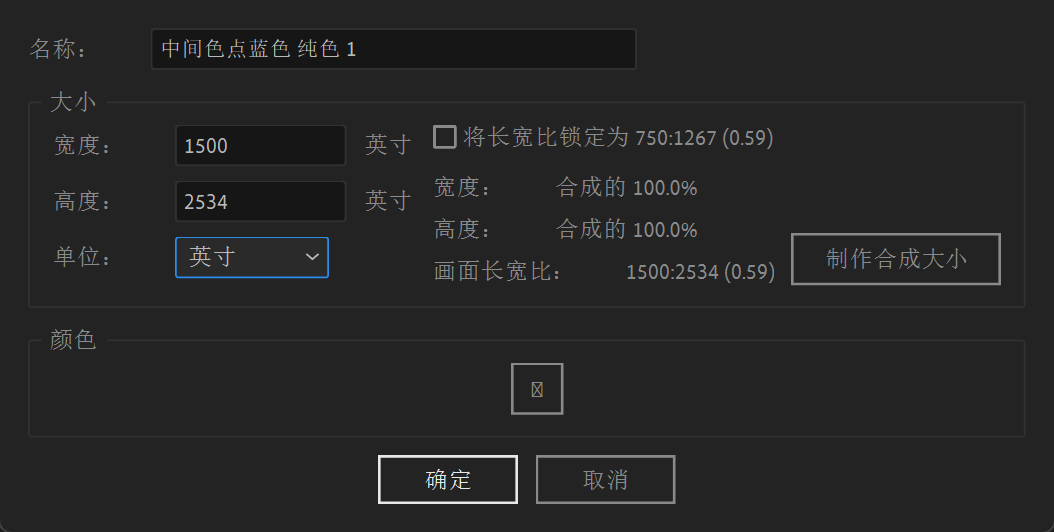 名称： 中间色点蓝色 纯色 1
大小
宽度： 1500 英寸 将长宽比锁定为 750:1267 (0.59)
高度： 2534 英寸 宽度： 合成的 100.0%
高度： 合成的 100.0%
单位： 英寸
画面长宽比： 1500:2534 (0.59) 制作合成大小
颜色
确定 取消